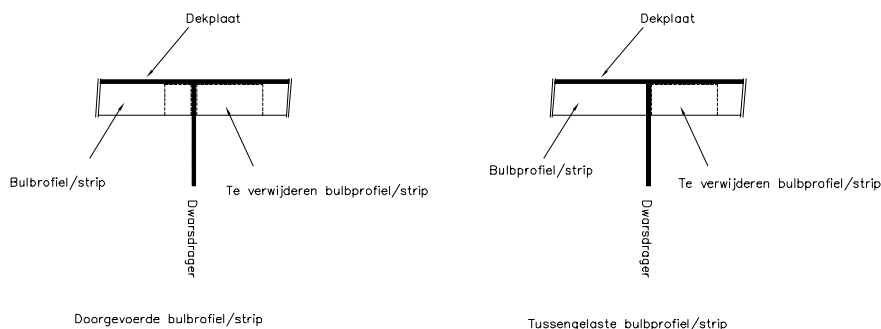 Dekplaat
Bulbrofiel/strip
Te verwijderen bulbprofiel/strip
Dwarsdrager
Doorgevoerde bulbrofiel/strip
Dekplaat
Bulbprofiel/strip
Te verwijderen bulbprofiel/strip
Dwarsdrager
Tussengelaste bulbprofiel/strip